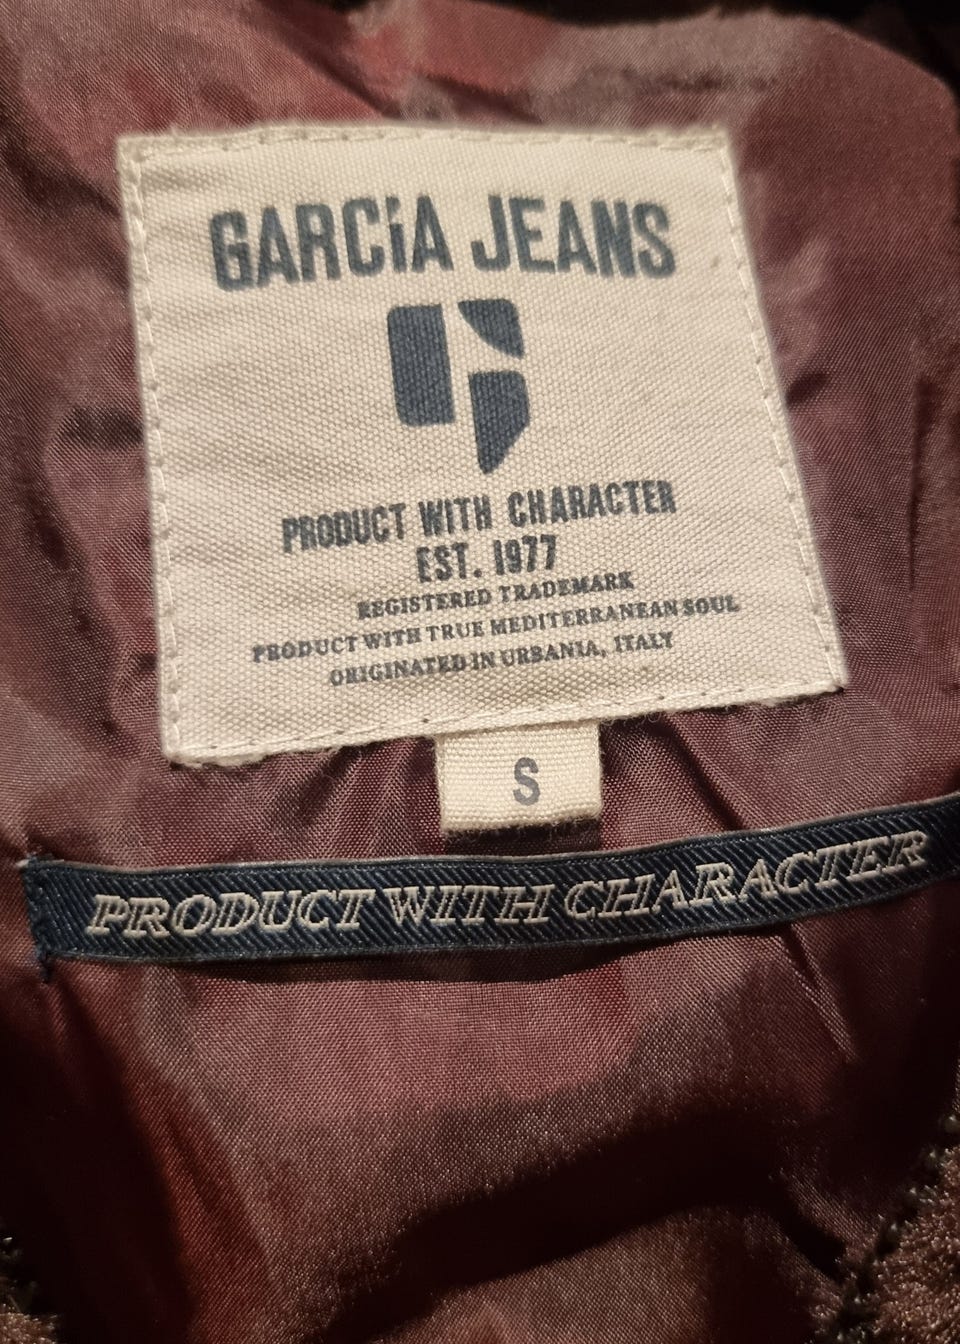 GARCiA JEANS
PRODUCT WITH CHARACTER
EST. 1977
REGISTERED TRADEMARK
PRODUCT WITH TRUE MEDITERRANEAN SOUL
ORIGINATED IN URBANIA, ITALY
S
PRODUCT WITH CHARACTER